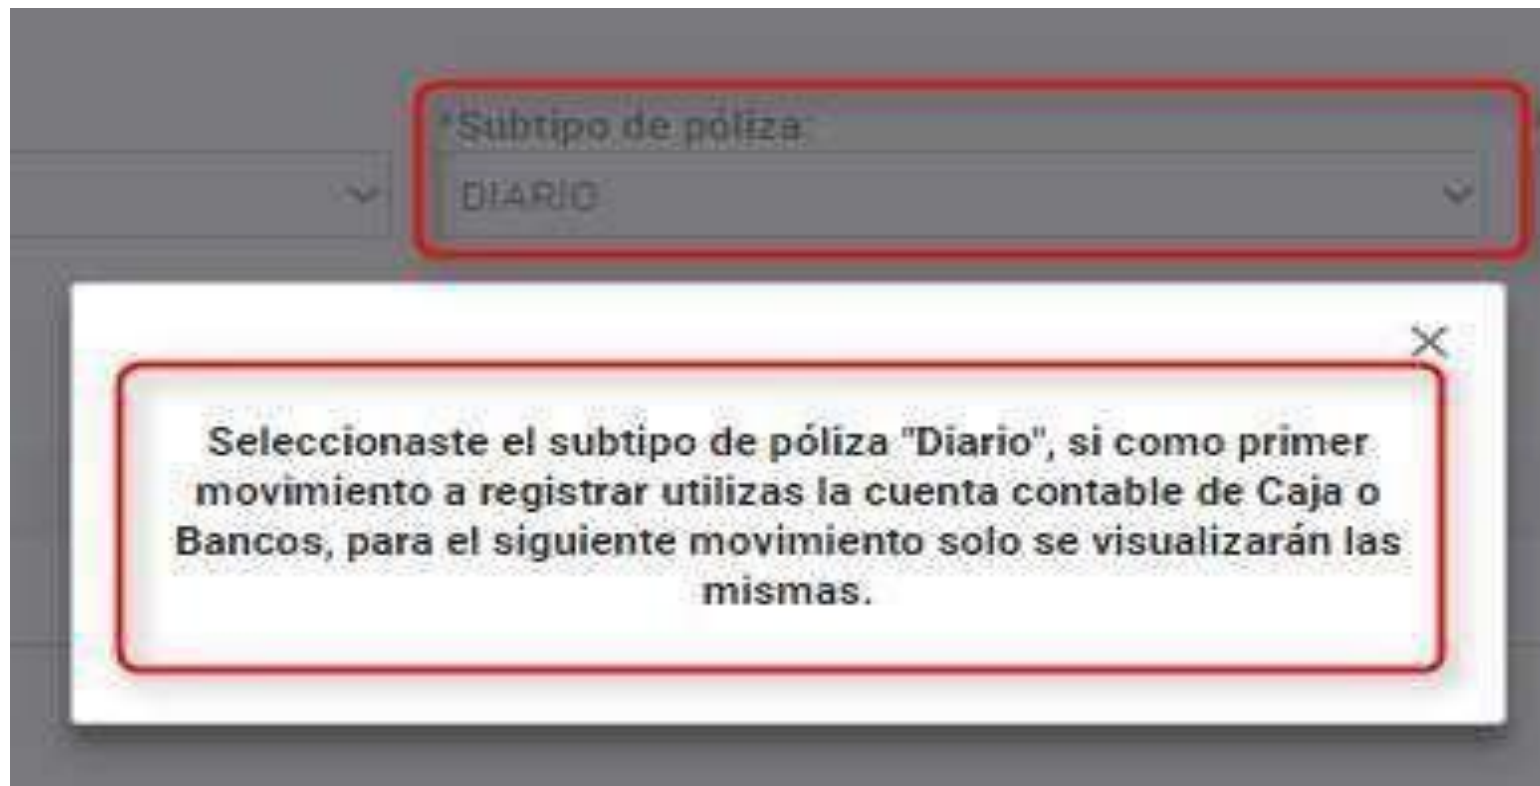 *Subtipo de póliza:
DIARIO
Seleccionaste el subtipo de póliza "Diario", si como primer
movimiento a registrar utilizas la cuenta contable de Caja o
Bancos, para el siguiente movimiento solo se visualizarán las
mismas.